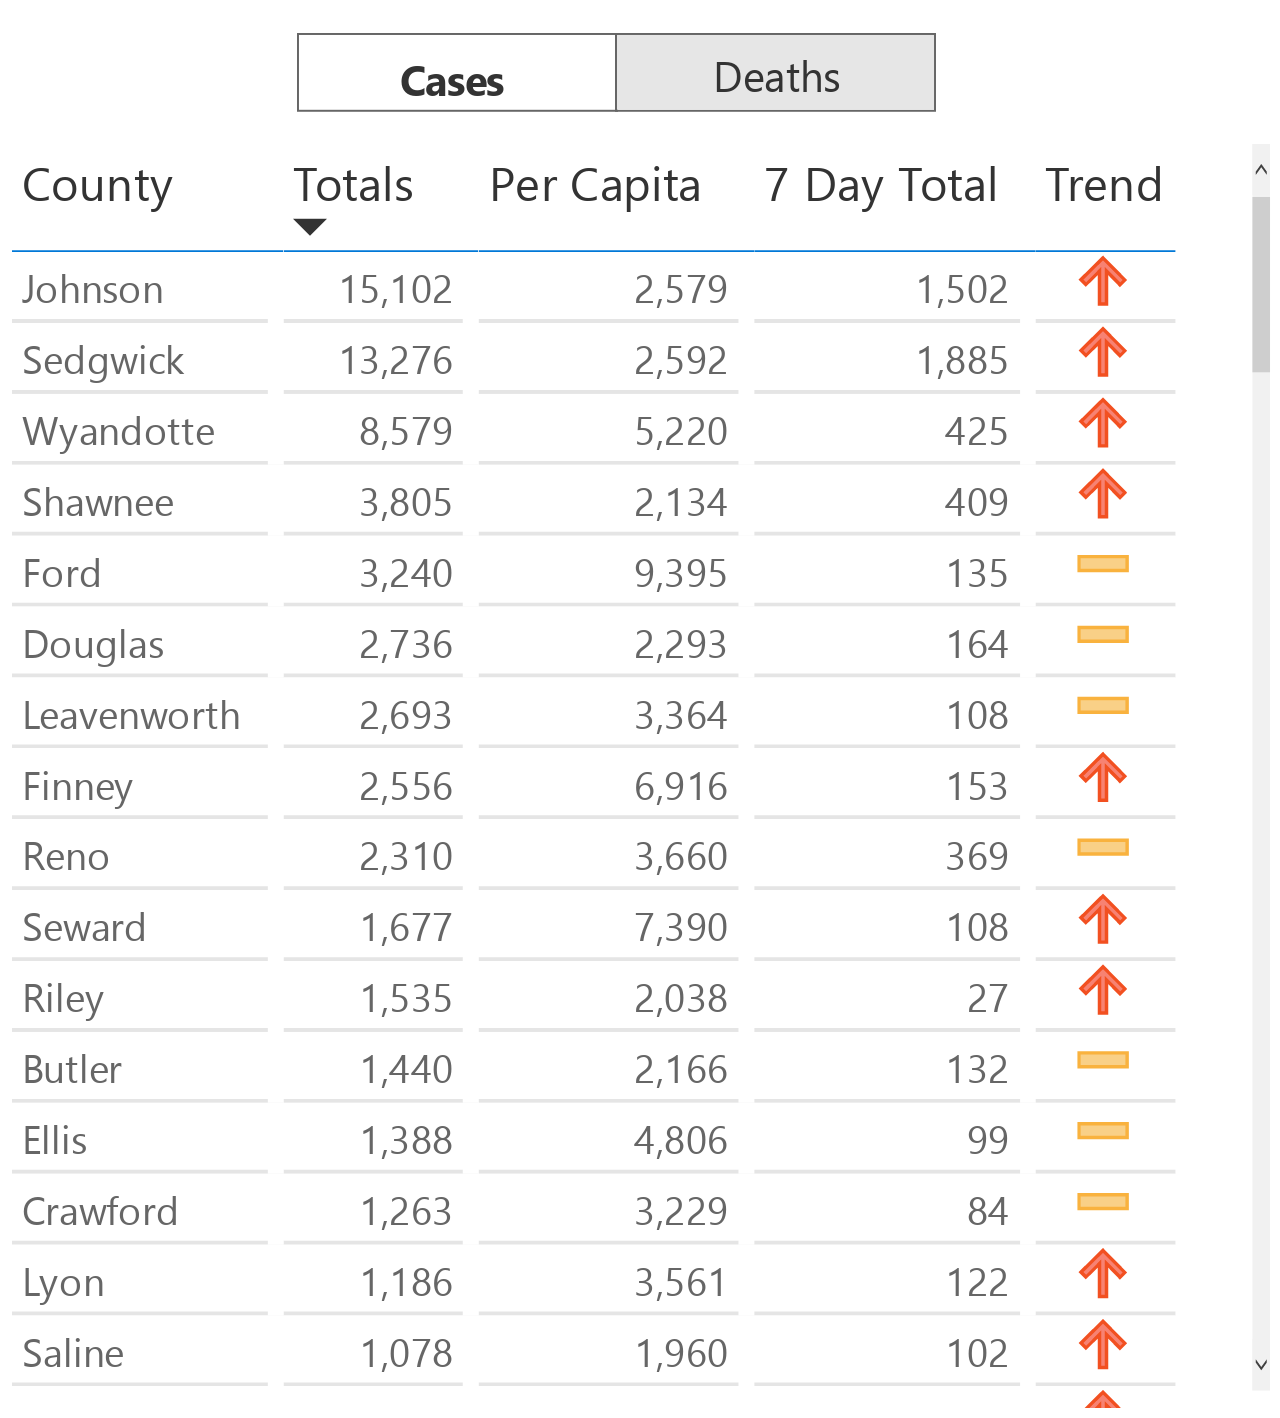 Cases Deaths
County Totals Per Capita 7 Day Total Trend
Johnson 15,102 2,579 1,502
Sedgwick 13,276 2,592 1,885
Wyandotte 8,579 5,220 425
Shawnee 3,805 2,134 409
Ford 3,240 9,395 135
Douglas 2,736 2,293 164
Leavenworth 2,693 3,364 108
Finney 2,556 6,916 153
Reno 2,310 3,660 369
Seward 1,677 7,390 108
Riley 1,535 2,038 27
Butler 1,440 2,166 132
Ellis 1,388 4,806 99
Crawford 1,263 3,229 84
Lyon 1,186 3,561 122
Saline 1,078 1,960 102